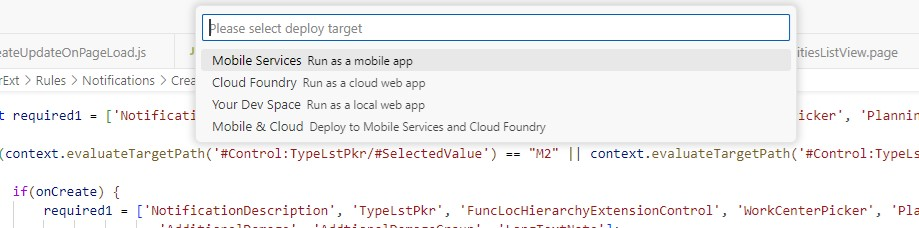 Please select deploy target
eateUpdateOnPageLoad.js
itiesListView.page
Mobile Services Run as a mobile app
erExt > Rules > Notifications > Crea
Cloud Foundry Run as a cloud web app
Your Dev Space Run as a local web app
t required1 = ['Notificati
icker', 'Plannin
Mobile & Cloud Deploy to Mobile Services and Cloud Foundry
(context.evaluateTargetPath('#Control:TypeLstPkr/#SelectedValue') == "M2" || context.evaluateTargetPath('#Control:TypeLs
if(onCreate) {
required1 = ['NotificationDescription', 'TypeLstPkr', 'FuncLocHierarchyExtensionControl', 'WorkCenterPicker', 'Pla